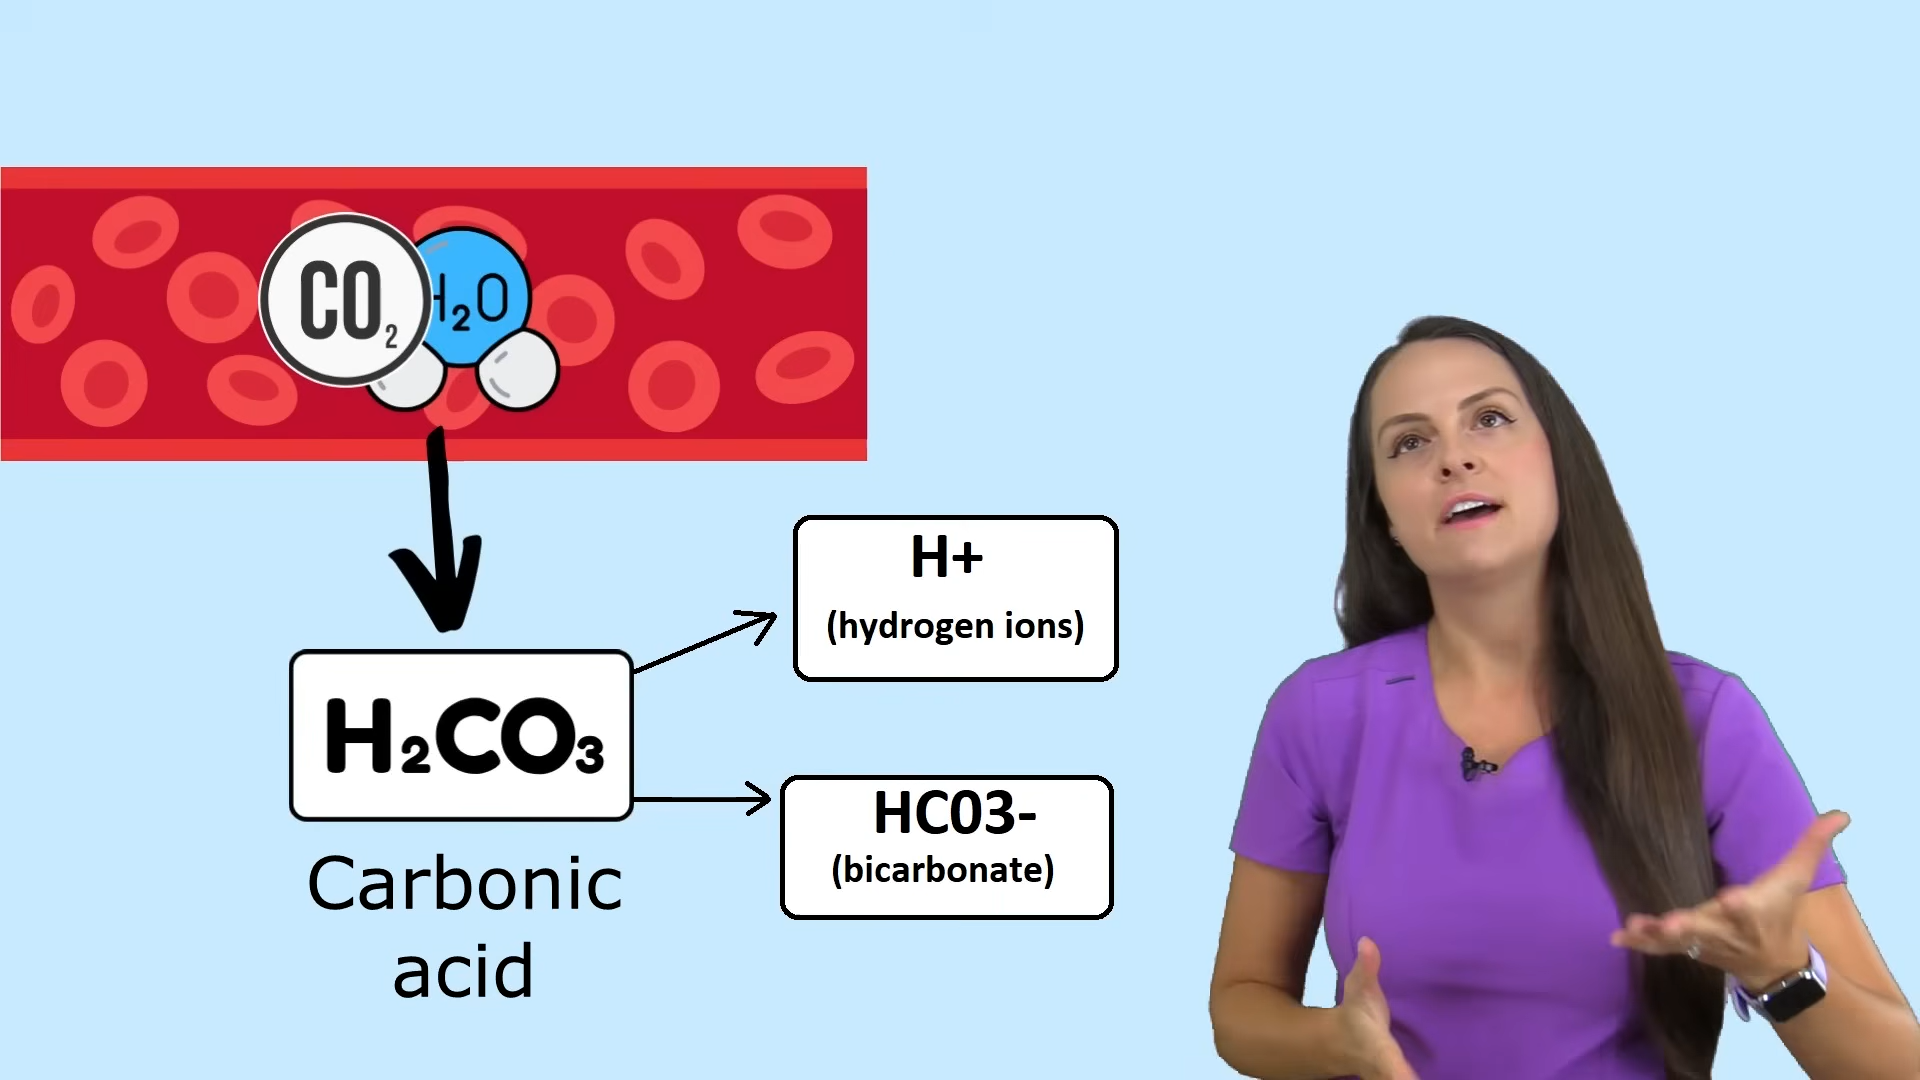 CO₂
H₂O
H₂CO₃
Carbonic
acid
H+
(hydrogen ions)
HC03-
(bicarbonate)